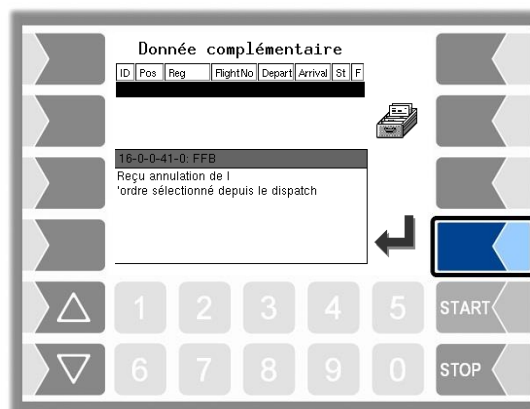 Donnée complémentaire
ID Pos Reg FlightNo Depart Arrival St F
16-0-0-41-0: FFB
Reçu annulation de l
'ordre sélectionné depuis le dispatch
1 2 3 4 5 START
6 7 8 9 0 STOP